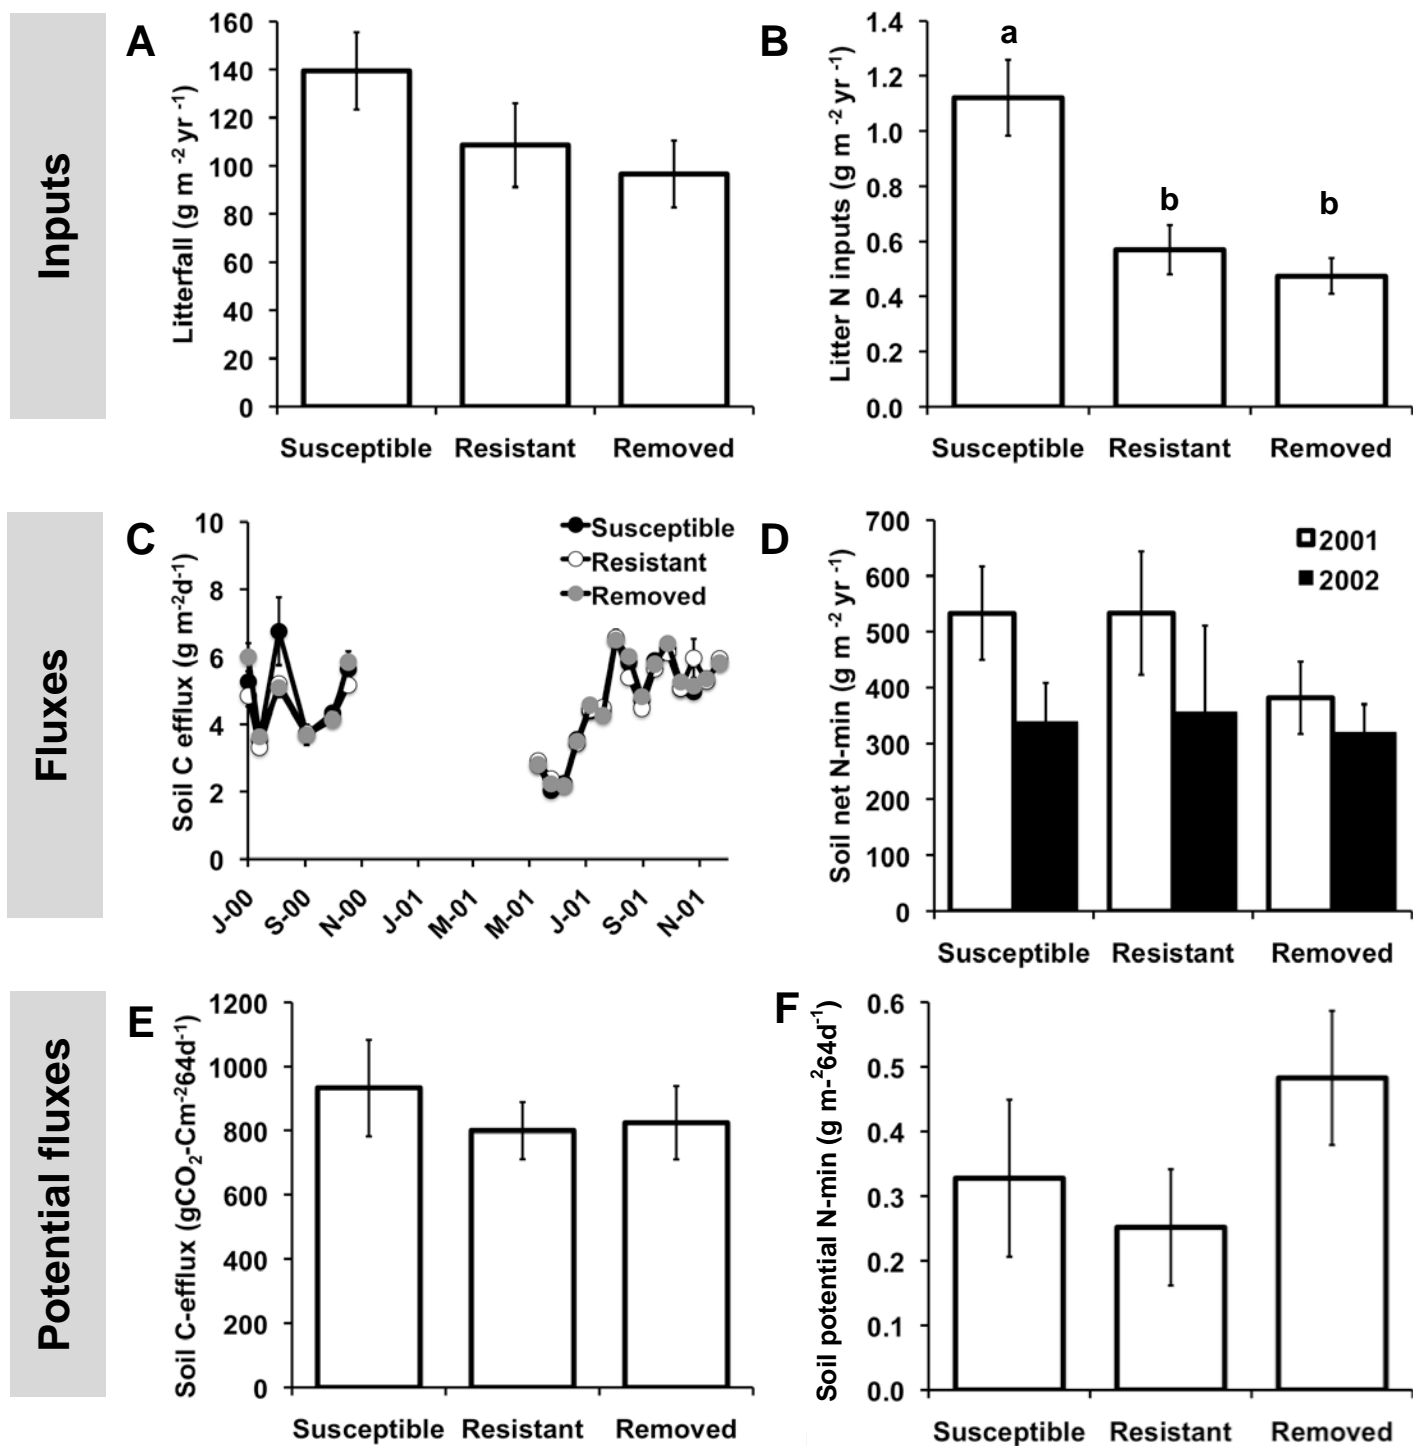 Inputs
A
Litterfall (g m -2 yr -1)
160
140
120
100
80
60
40
20
0
Susceptible Resistant Removed
B
Litter N inputs (g m -2 yr -1)
1.4
1.2
1.0
0.8
0.6
0.4
0.2
0.0
a
b
b
Susceptible Resistant Removed
Fluxes
C
Soil C efflux (g m-2d-1)
10
8
6
4
2
0
Susceptible
Resistant
Removed
J-00 S-00 N-00 J-01 M-01 M-01 J-01 S-01 N-01
D
Soil net N-min (g m -2 yr -1)
700
600
500
400
300
200
100
0
2001
2002
Susceptible Resistant Removed
Potential fluxes
E
Soil C-efflux (gCO2-Cm-264d-1)
1200
1000
800
600
400
200
0
Susceptible Resistant Removed
F
Soil potential N-min (g m-264d-1)
0.6
0.5
0.4
0.3
0.2
0.1
0.0
Susceptible Resistant Removed